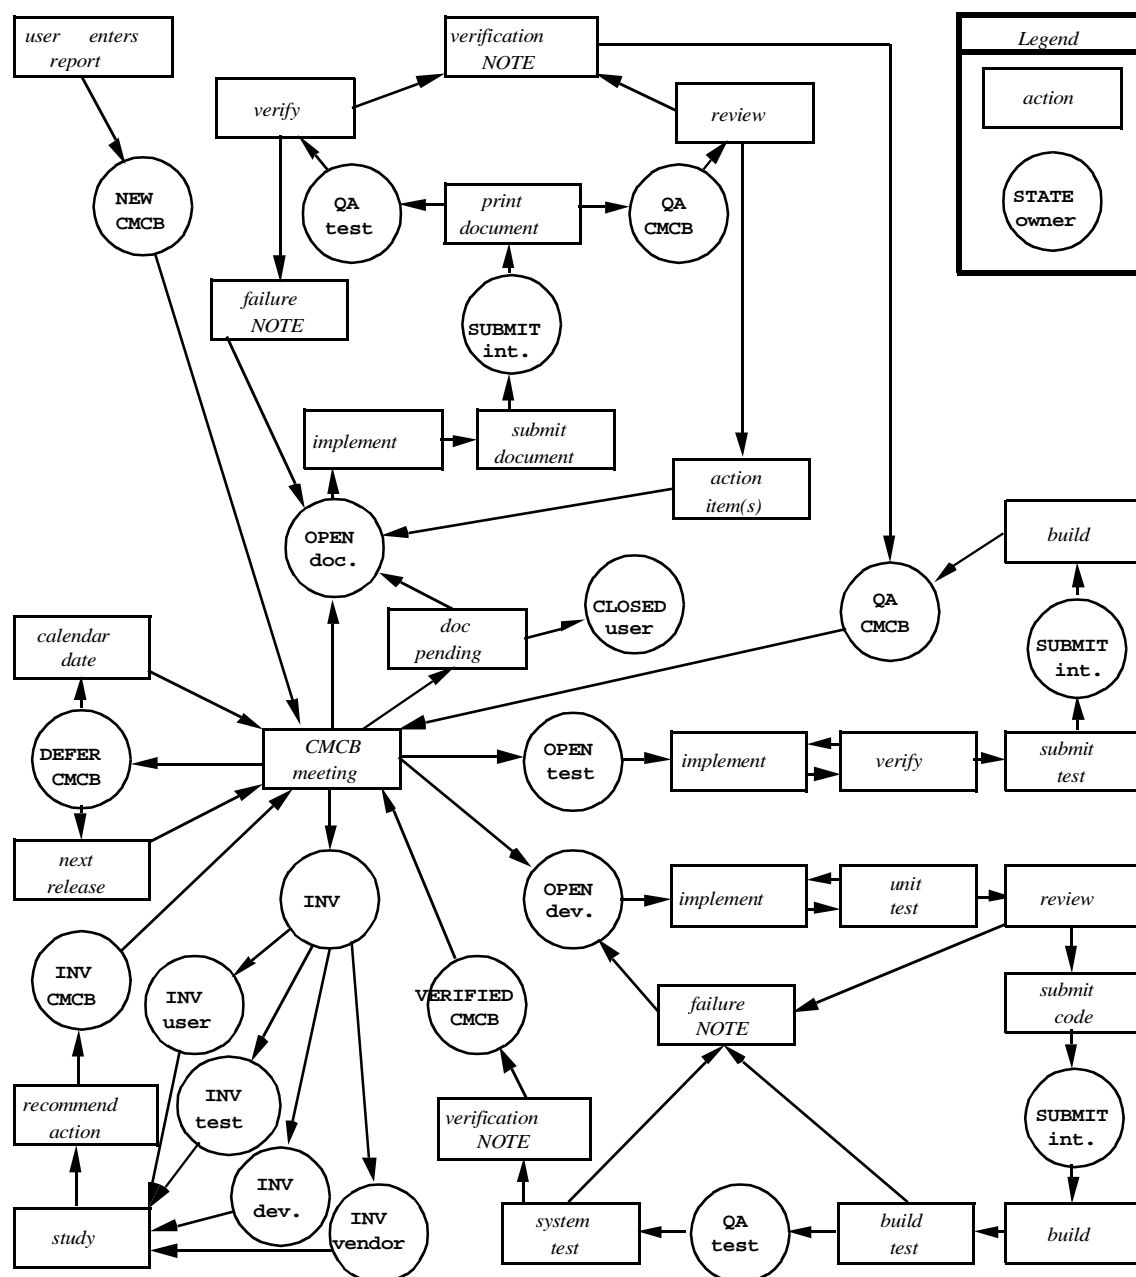 user enters
report
verification
NOTE
Legend
action
STATE
owner
verify
review
NEW
CMCB
QA
test
print
document
QA
CMCB
failure
NOTE
SUBMIT
int.
implement
submit
document
action
item(s)
OPEN
doc.
build
CLOSED
user
QA
CMCB
doc
pending
SUBMIT
int.
calendar
date
DEFER
CMCB
CMCB
meeting
OPEN
test
implement
verify
submit
test
next
release
INV
OPEN
dev.
implement
unit
test
review
INV
CMCB
INV
user
VERIFIED
CMCB
failure
NOTE
submit
code
recommend
action
INV
test
verification
NOTE
SUBMIT
int.
study
INV
dev.
INV
vendor
system
test
QA
test
build
test
build